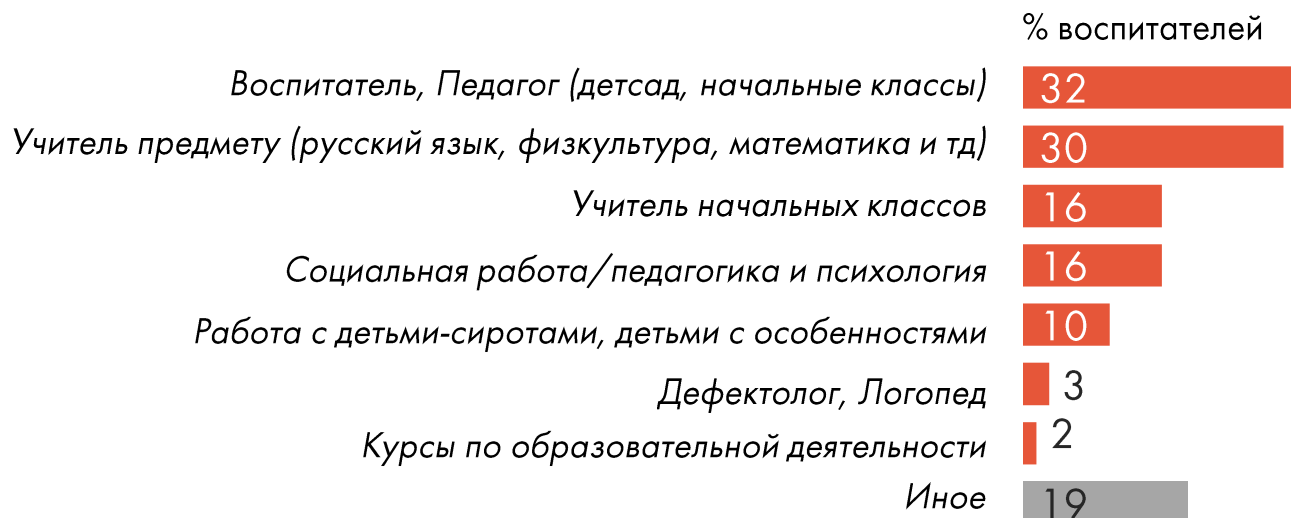 % воспитателей
Воспитатель, Педагог (детсад, начальные классы) 32
Учитель предмету (русский язык, физкультура, математика и тд) 30
Учитель начальных классов 16
Социальная работа/педагогика и психология 16
Работа с детьми-сиротами, детьми с особенностями 10
Дефектолог, Логопед 3
Курсы по образовательной деятельности 2
Иное 19